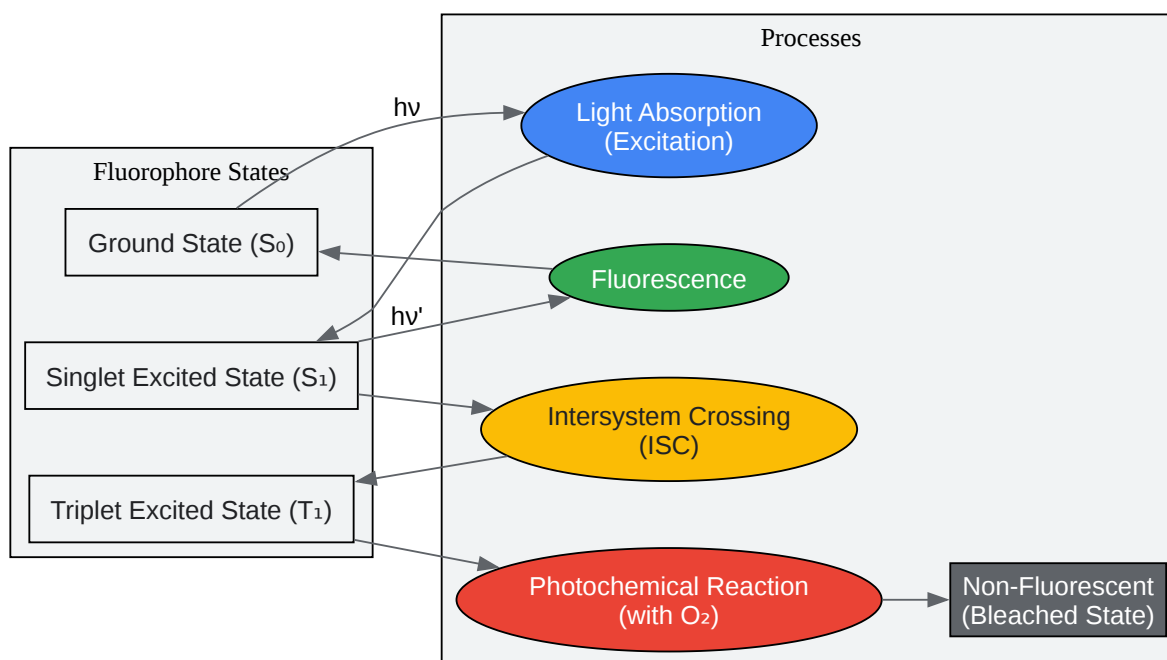 Processes
hν
Light Absorption
(Excitation)
Fluorophore States
Ground State (S₀)
Fluorescence
hν'
Singlet Excited State (S₁)
Intersystem Crossing
(ISC)
Triplet Excited State (T₁)
Photochemical Reaction
(with O₂)
Non-Fluorescent
(Bleached State)